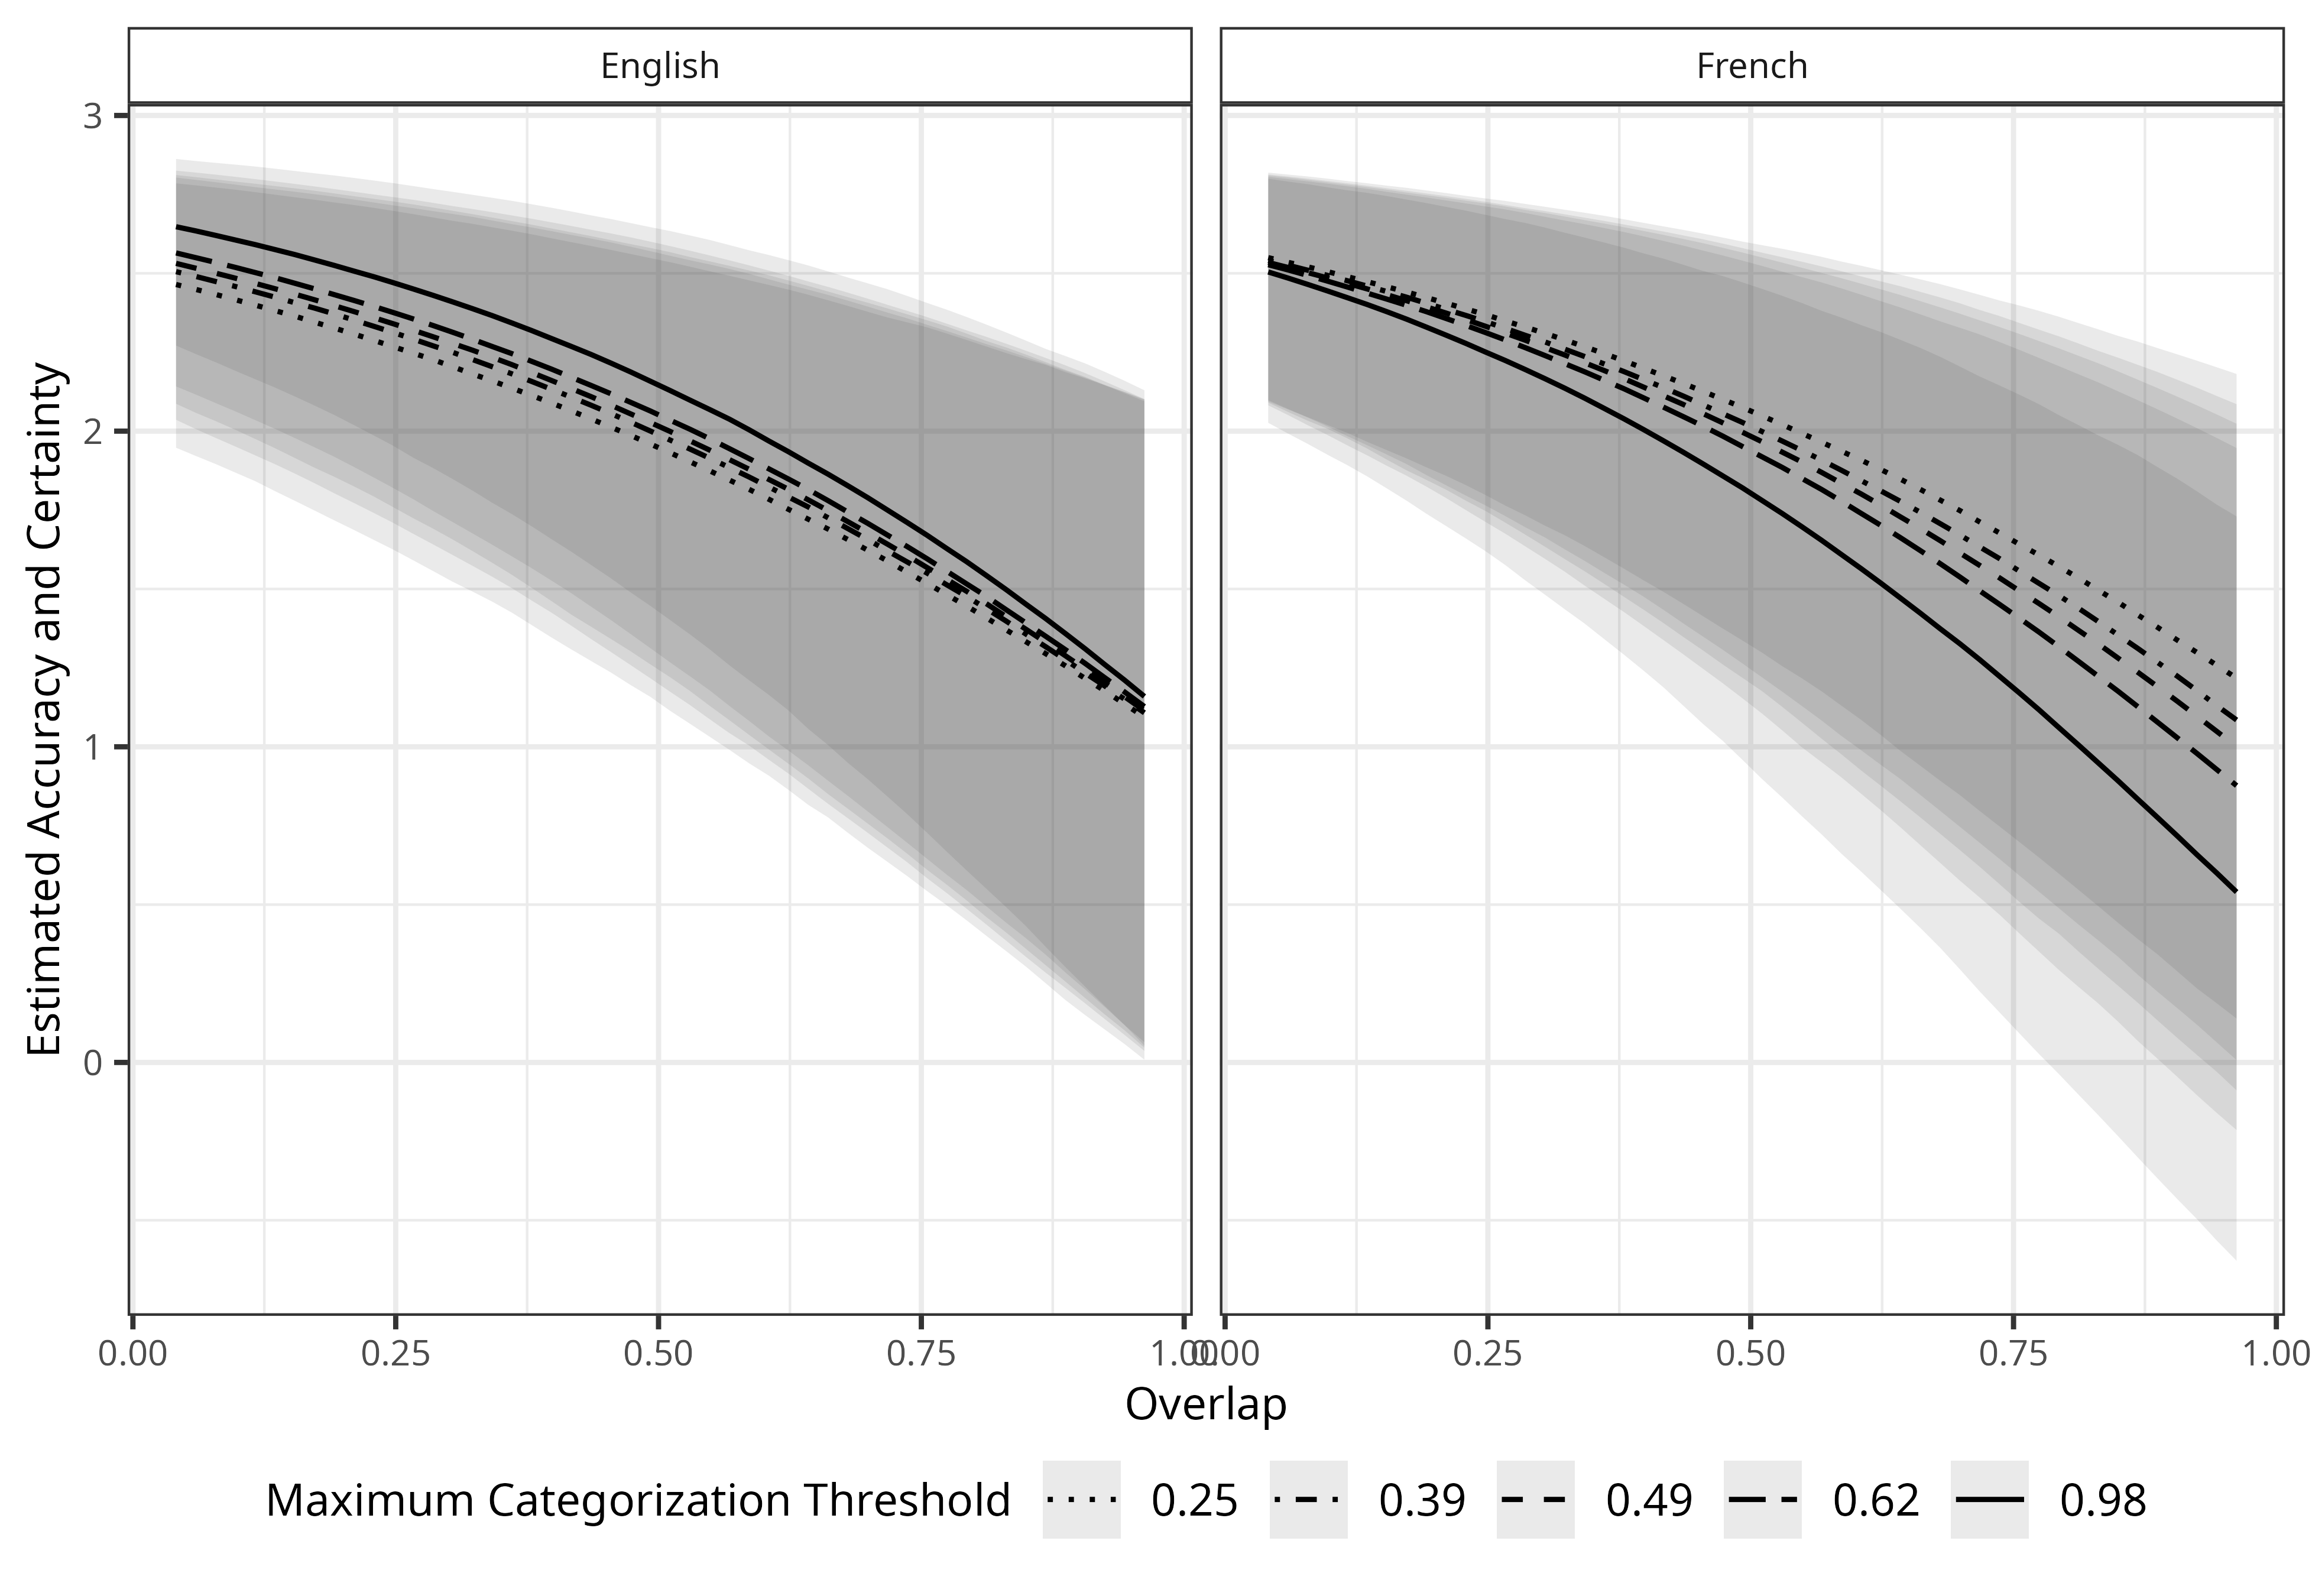 English French
Estimated Accuracy and Certainty
3
2
1
0
0.00 0.25 0.50 0.75 1.00 0.00 0.25 0.50 0.75 1.00
Overlap
Maximum Categorization Threshold 0.25 0.39 0.49 0.62 0.98